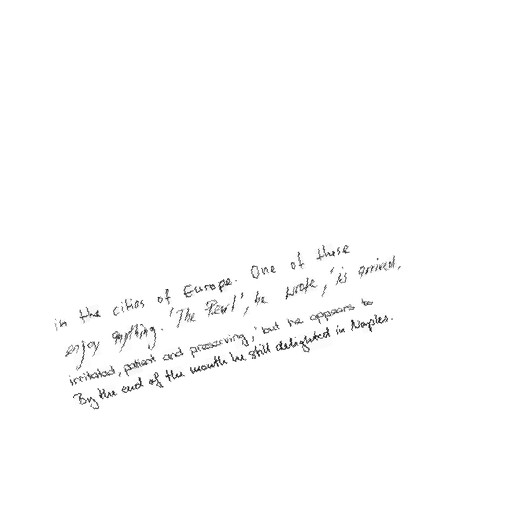 in the cities of Europe. One of these
enjoy anything. 'The Pearl', he wrote, 'is arrived,
irritated, patient and preserving,' but he appears to
By the end of the month he still delighted in Naples.